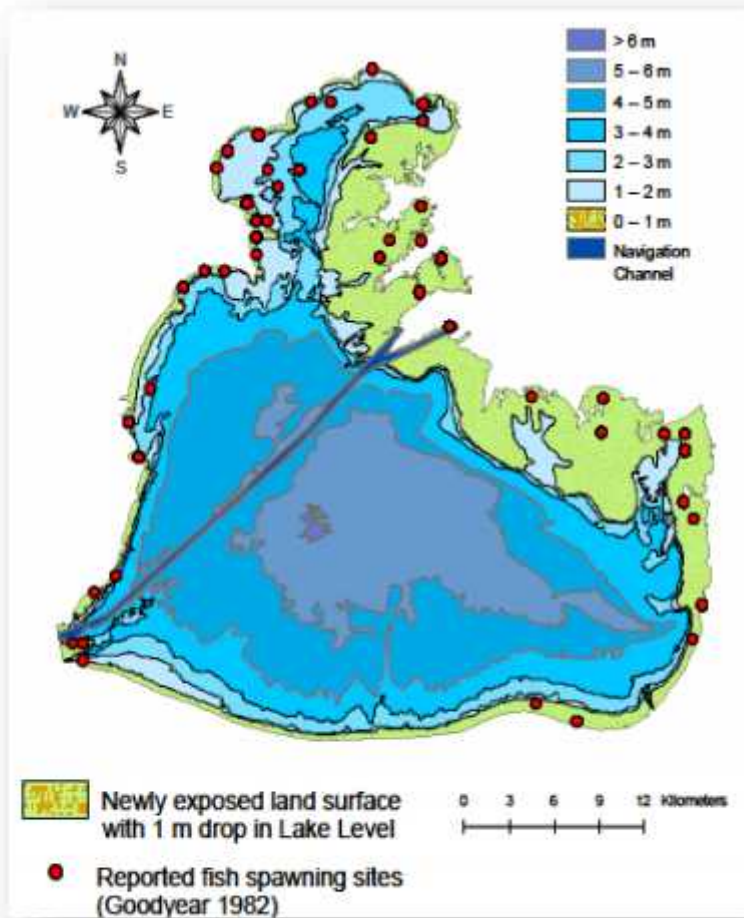 N
W E
S
> 6 m
5 – 6 m
4 – 5 m
3 – 4 m
2 – 3 m
1 – 2 m
0 – 1 m
Navigation
Channel
Newly exposed land surface
with 1 m drop in Lake Level
0 3 6 9 12 Kilometers
Reported fish spawning sites
(Goodyear 1982)